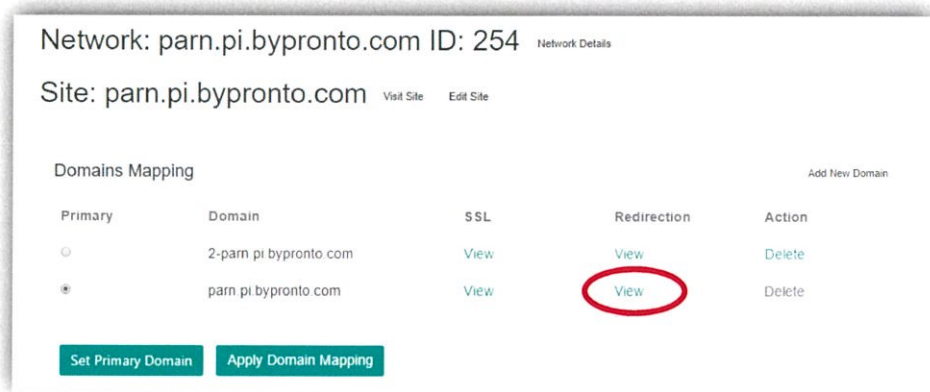 Network: parn.pi.bypronto.com ID: 254 Network Details
Site: parn.pi.bypronto.com Visit Site Edit Site
Domains Mapping Add New Domain
Primary Domain SSL Redirection Action
2-parn.pi.bypronto.com View View Delete
parn.pi.bypronto.com View View Delete
Set Primary Domain Apply Domain Mapping